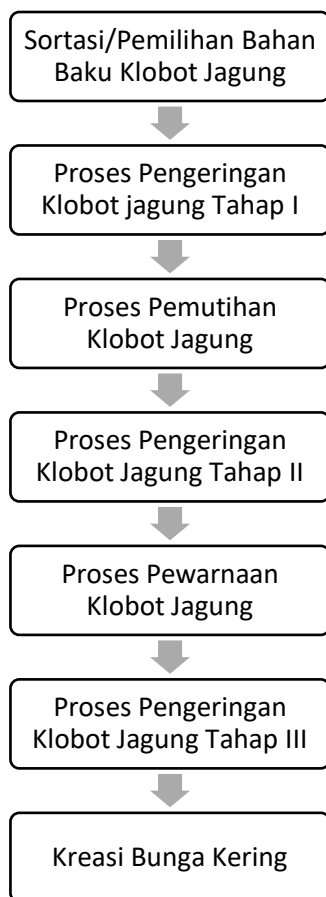 Sortasi/Pemilihan Bahan
Baku Klobot Jagung
Proses Pengeringan
Klobot jagung Tahap I
Proses Pemutihan
Klobot Jagung
Proses Pengeringan
Klobot Jagung Tahap II
Proses Pewarnaan
Klobot Jagung
Proses Pengeringan
Klobot Jagung Tahap III
Kreasi Bunga Kering